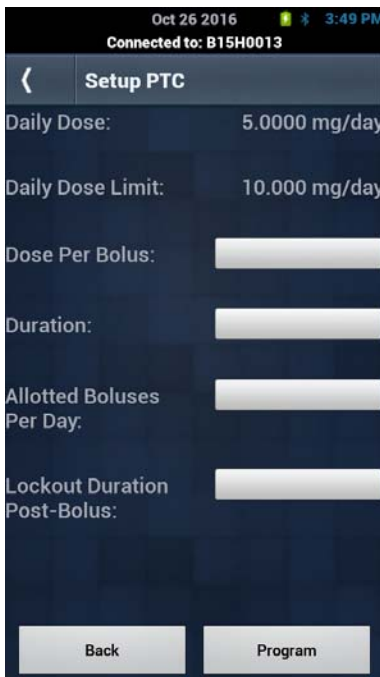 Oct 26 2016 3:49 PM
Connected to: B15H0013
Setup PTC
Daily Dose: 5.0000 mg/day
Daily Dose Limit: 10.000 mg/day
Dose Per Bolus:
Duration:
Allotted Boluses
Per Day:
Lockout Duration
Post-Bolus:
Back Program